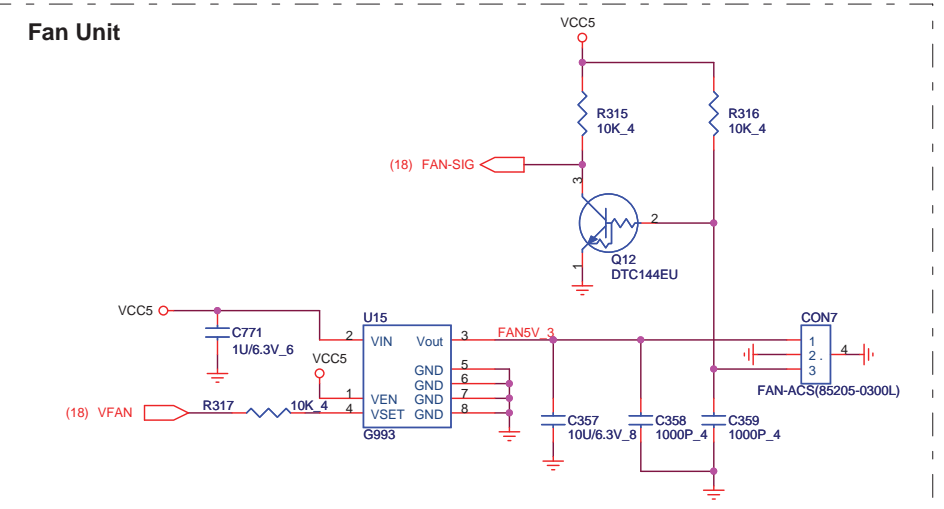 Fan Unit
VCC5
R315
10K_4
R316
10K_4
(18) FAN-SIG
3
2
1
Q12
DTC144EU
VCC5
C771
1U/6.3V_6
VCC5
U15
2 VIN Vout 3
FAN5V_3
GND 5
GND 6
1 VEN GND 7
4 VSET GND 8
G993
(18) VFAN
R317
10K_4
C357
10U/6.3V_8
C358
1000P_4
C359
1000P_4
CON7
1
2 .
3
4
FAN-ACS(85205-0300L)